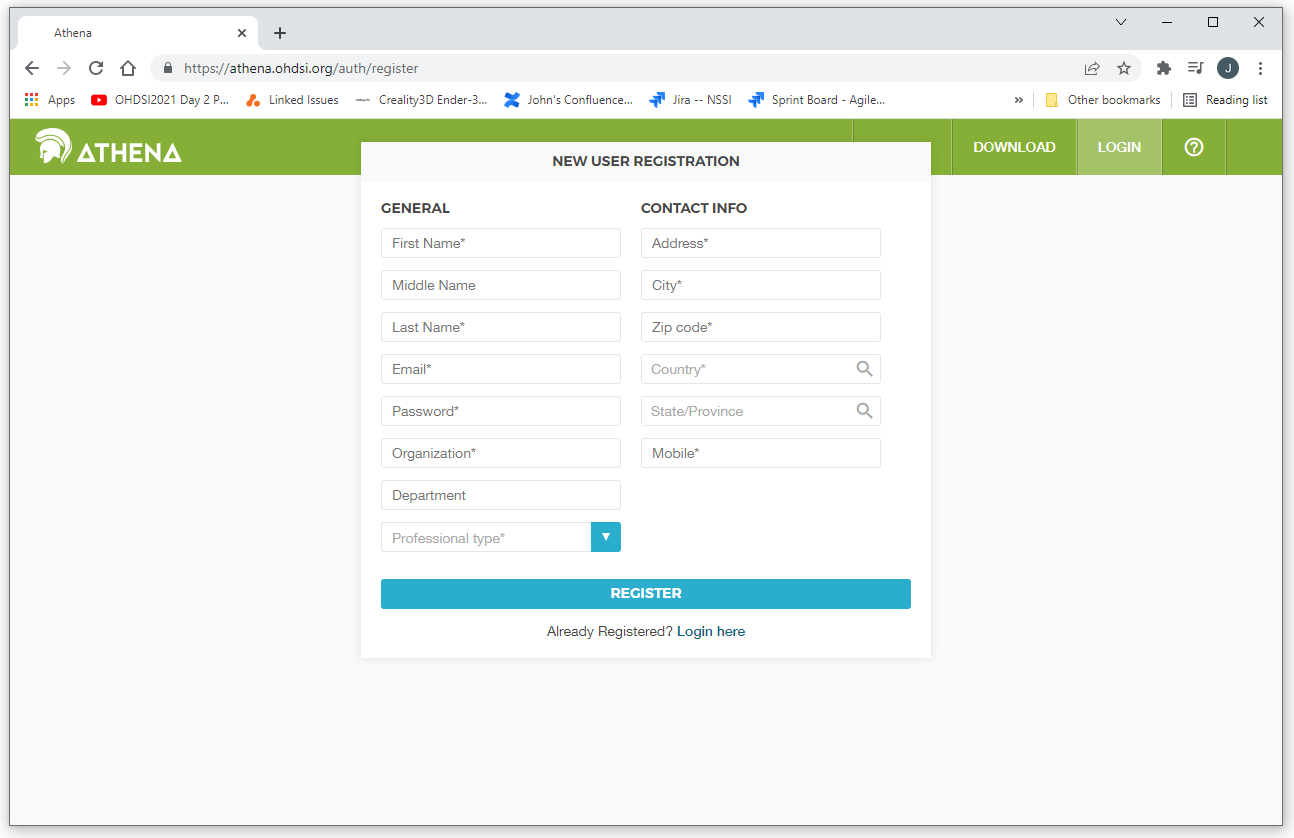 Athena
https://athena.ohdsi.org/auth/register
J
Apps OHDSI2021 Day 2 P... Linked Issues Creality3D Ender-3... John's Confluence... Jira -- NSSI Sprint Board - Agile... » Other bookmarks Reading list
ATHENA
DOWNLOAD LOGIN ?
NEW USER REGISTRATION
GENERAL
First Name*
Middle Name
Last Name*
Email*
Password*
Organization*
Department
Professional type*
CONTACT INFO
Address*
City*
Zip code*
Country*
State/Province
Mobile*
REGISTER
Already Registered? Login here